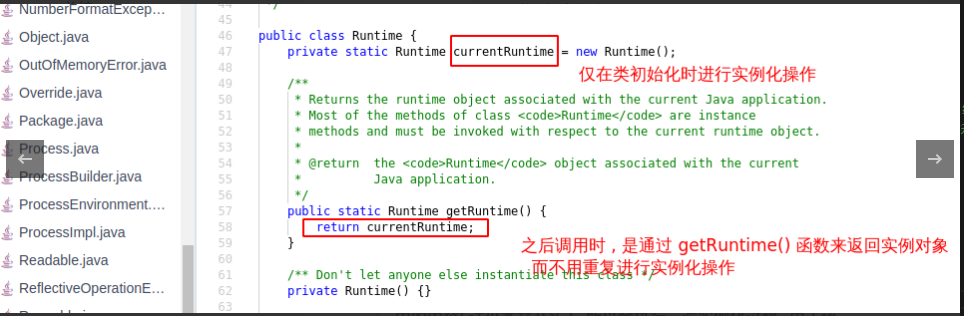 NumberFormatExcep...
Object.java
OutOfMemoryError.java
Override.java
Package.java
Process.java
ProcessBuilder.java
ProcessEnvironment....
ProcessImpl.java
Readable.java
ReflectiveOperationE...
44 */
45
46 public class Runtime {
47 private static Runtime currentRuntime = new Runtime();
仅在类初始化时进行实例化操作
48
49 /**
50 * Returns the runtime object associated with the current Java application.
51 * Most of the methods of class <code>Runtime</code> are instance
52 * methods and must be invoked with respect to the current runtime object.
53 *
54 * @return  the <code>Runtime</code> object associated with the current
55 *          Java application.
56 */
57 public static Runtime getRuntime() {
58 return currentRuntime;
59 }
之后调用时，是通过 getRuntime() 函数来返回实例对象
而不用重复进行实例化操作
60
61 /** Don't let anyone else instantiate this class */
62 private Runtime() {}
63